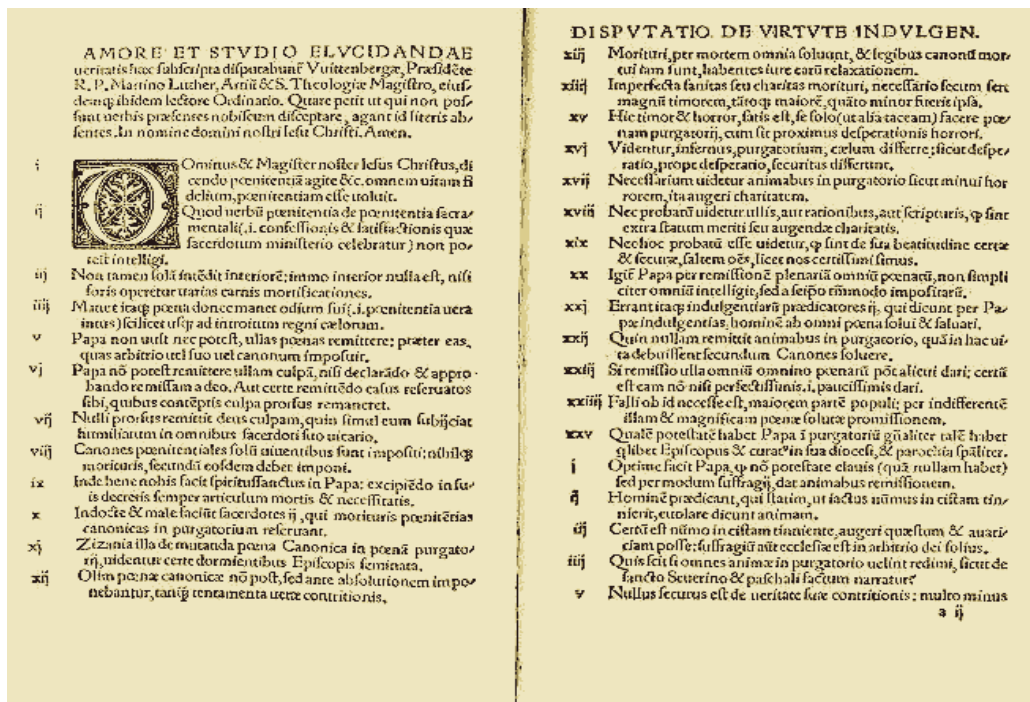 AMORE ET STVDIO ELVCIDANDAE
ueritatis hæc subscripta disputabunt Vuittenbergæ, Præsidēte
R. P. Martino Luther, Artiū & S. Theologiæ Magistro, eius-
demq; ibidem lectore Ordinario. Quare petit ut qui non pos-
sunt uerbis præsentes nobiscum disceptare, agant id literis ab-
sentes. In nomine domini nostri Iesu Christi. Amen.
i DOminus & Magister noster Iesus Christus, di
cendo pœnitentiā agite &c. omnem uitam fi
delium, pœnitentiam esse uoluit.
ij Quod uerbū pœnitentia de pœnitentia sacra-
mentali (.i. confessionis & satisfactionis quæ
sacerdotum ministerio celebratur) non po-
test intelligi.
iij Non tamen solā intēdit interiorē: immo interior nulla est, nisi
foris operetur uarias carnis mortificationes.
iiij Manet itaq; pœna donec manet odium sui (.i. pœnitentia uera
intus) scilicet usq; ad introitum regni cælorum.
v Papa non uult nec potest, ullas pœnas remittere: præter eas,
quas arbitrio uel suo uel canonum imposuit.
vj Papa nō potest remittere ullam culpā, nisi declarādo & appro-
bando remissam a deo. Aut certe remittēdo casus reseruatos
sibi, quibus contēptis culpa prorsus remaneret.
vij Nulli prorsus remittit deus culpam, quin simul eum subijciat
humiliatum in omnibus sacerdoti suo uicario.
viij Canones pœnitentiales solū uiuentibus sunt impositi: nihilq;
morituris, secundū eosdem debet imponi.
ix Inde bene nobis facit spiritussanctus in Papa: excipiēdo in su-
is decretis semper articulum mortis & necessitatis.
x Indocte & male faciūt sacerdotes ij, qui morituris pœnitētias
canonicas in purgatorium reseruant.
xj Zizania illa de mutanda pœna Canonica in pœnā purgato-
rij, uidentur certe dormientibus Episcopis seminata.
xij Olim pœnæ canonicæ nō post, sed ante absolutionem impo-
nebantur, tanq̃ tentamenta ueræ contritionis.
DISPVTATIO DE VIRTVTE INDVLGEN.
xiij Morituri, per mortem omnia soluunt, & legibus canonū mor-
tui iam sunt, habentes iure earū relaxationem.
xiiij Imperfecta sanitas seu charitas morituri, necessario secum fert
magnū timorem, tātoq; maiorē, quāto minor fuerit ipsa.
xv Hic timor & horror, satis est, se solo (ut alia taceam) facere pœ-
nam purgatorij, cum sit proximus desperationis horrori.
xvj Videntur, infernus, purgatorium, cælum differre: sicut despe-
ratio, prope desperatio, securitas differunt.
xvij Necessarium uidetur animabus in purgatorio sicut minui hor
rorem, ita augeri charitatem.
xviij Nec probatū uidetur ullis, aut rationibus, aut scripturis, q̃ sint
extra statum meriti seu augendæ charitatis.
xix Nec hoc probatū esse uidetur, q̃ sint de sua beatitudine certæ
& securæ, saltem oēs, licet nos certissimi simus.
xx Igit̃ Papa per remissionē plenariā omniū pœnarū, non simpli
citer omniū intelligit, sed a seipo tm̄modo impositarū.
xxj Errant itaq; indulgentiarū prædicatores ij, qui dicunt per Pa-
pæ indulgentias, hominē ab omni pœna solui & saluari.
xxij Quin nullam remittit animabus in purgatorio, quā in hac ui-
ta debuissent secundum Canones soluere.
xxiij Si remissio ulla omniū omnino pœnarū pōt alicui dari: certū
est eam nō nisi perfectissimis .i. paucissimis dari.
xxiiij Falli ob id necesse est, maiorem partē populi: per indifferentē
illam & magnificam pœnæ solutæ promissionem.
xxv Qualē potestatē habet Papa ī purgatoriū gñaliter talē habet
q̃libet Episcopus & curatꝰ in sua diocesi, & parochia spāliter.
j Optime facit Papa, q̃ nō potestate clauis (quā nullam habet)
sed per modum suffragij, dat animabus remissionem.
ij Hominē prædicant, qui statim, ut iactus nūmus in cistam tin-
nierit, euolare dicunt animam.
iij Certū est nūmo in cistam tinniente, augeri quæstum & auari-
ciam posse: suffragiū aūt ecclesiæ est in arbitrio dei solius.
iiij Quis scit si omnes animæ in purgatorio uelint redimi, sicut de
sancto Seuerino & paschali factum narratur?
v Nullus securus est de ueritate suæ contritionis: multo minus
a ij